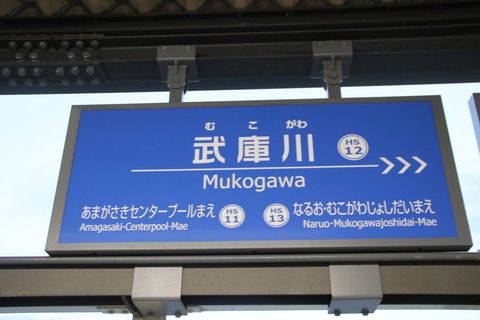 むこがわ
武庫川 HS 12
Mukogawa
あまがさきセンタープールまえ HS 11 HS 13 なるお・むこがわじょしだいまえ
Amagasaki-Centerpool-Mae Naruo・Mukogawajoshidai-Mae